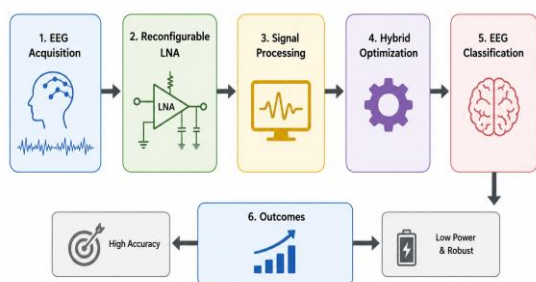 1. EEG
Acquisition
2. Reconfigurable
LNA
LNA
3. Signal
Processing
4. Hybrid
Optimization
5. EEG
Classification
High Accuracy
6. Outcomes
Low Power
& Robust